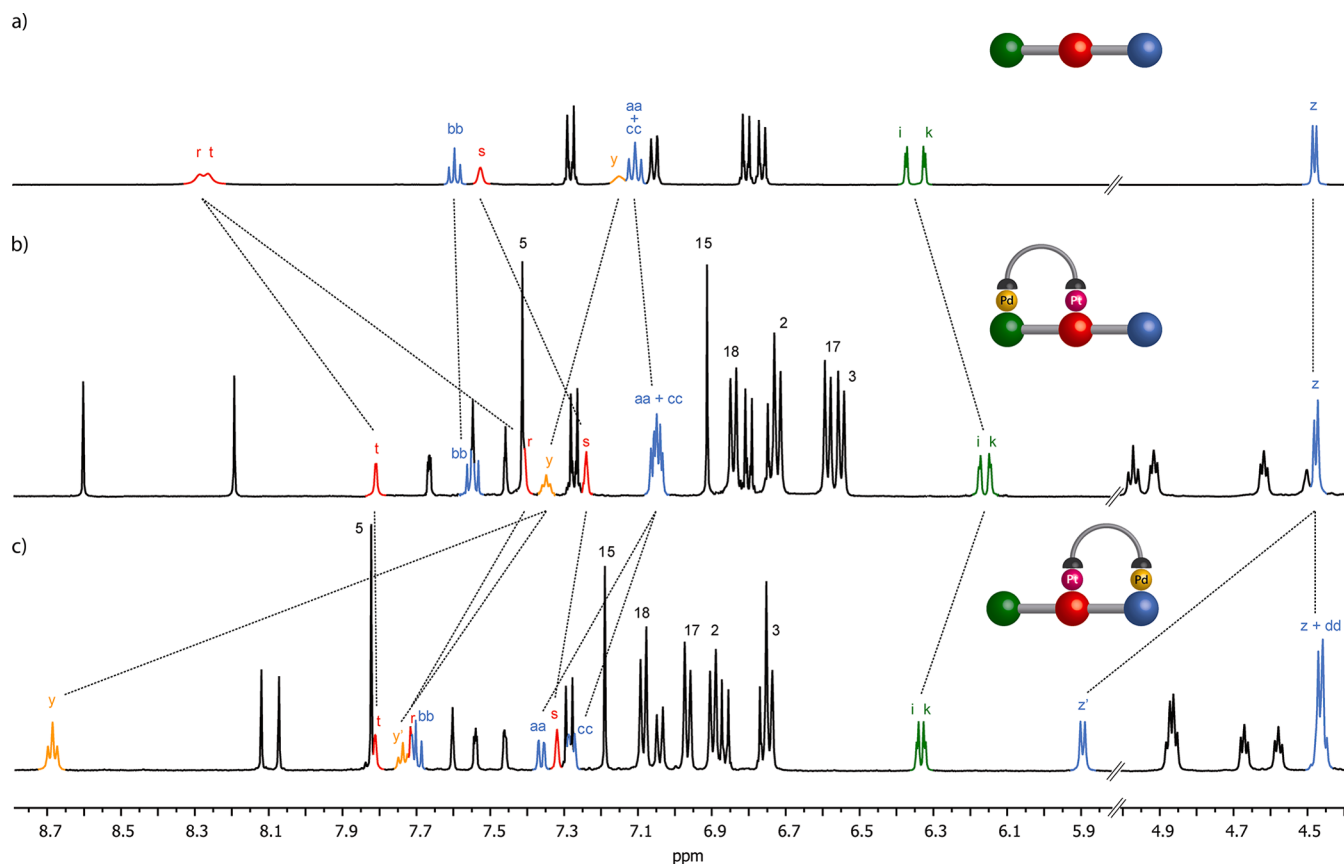 a)
aa
+
cc
bb
s
r t
y
i k
z
b)
5
15
Pd Pt
18
2
17
3
aa + cc
t
bb
r
y
s
i k
z
c)
5
15
Pt Pd
18
17
2
3
z + dd
y
t
y'
r
bb
aa
s
cc
i k
z'
8.7 8.5 8.3 8.1 7.9 7.7 7.5 7.3 7.1 6.9 6.7 6.5 6.3 6.1 5.9 4.9 4.7 4.5
ppm